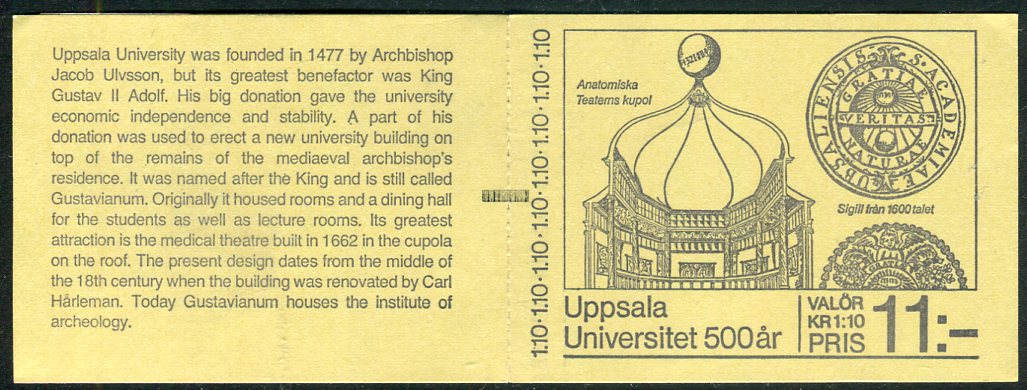 Uppsala University was founded in 1477 by Archbishop
Jacob Ulvsson, but its greatest benefactor was King
Gustav II Adolf. His big donation gave the university
economic independence and stability. A part of his
donation was used to erect a new university building on
top of the remains of the mediaeval archbishop's
residence. It was named after the King and is still called
Gustavianum. Originally it housed rooms and a dining hall
for the students as well as lecture rooms. Its greatest
attraction is the medical theatre built in 1662 in the cupola
on the roof. The present design dates from the middle of
the 18th century when the building was renovated by Carl
Hårleman. Today Gustavianum houses the institute of
archeology.
1:10·1.10·1.10·1.10·1.10·1.10·1.10·1.10·1.10
Anatomiska
Teaterns kupol
S·ACADEMIAE UBSALIENSIS
GRATIAE
VERITAS
NATURAE
Sigill från 1600 talet
Uppsala
Universitet 500 år
VALÖR
KR 1:10
PRIS
11:–